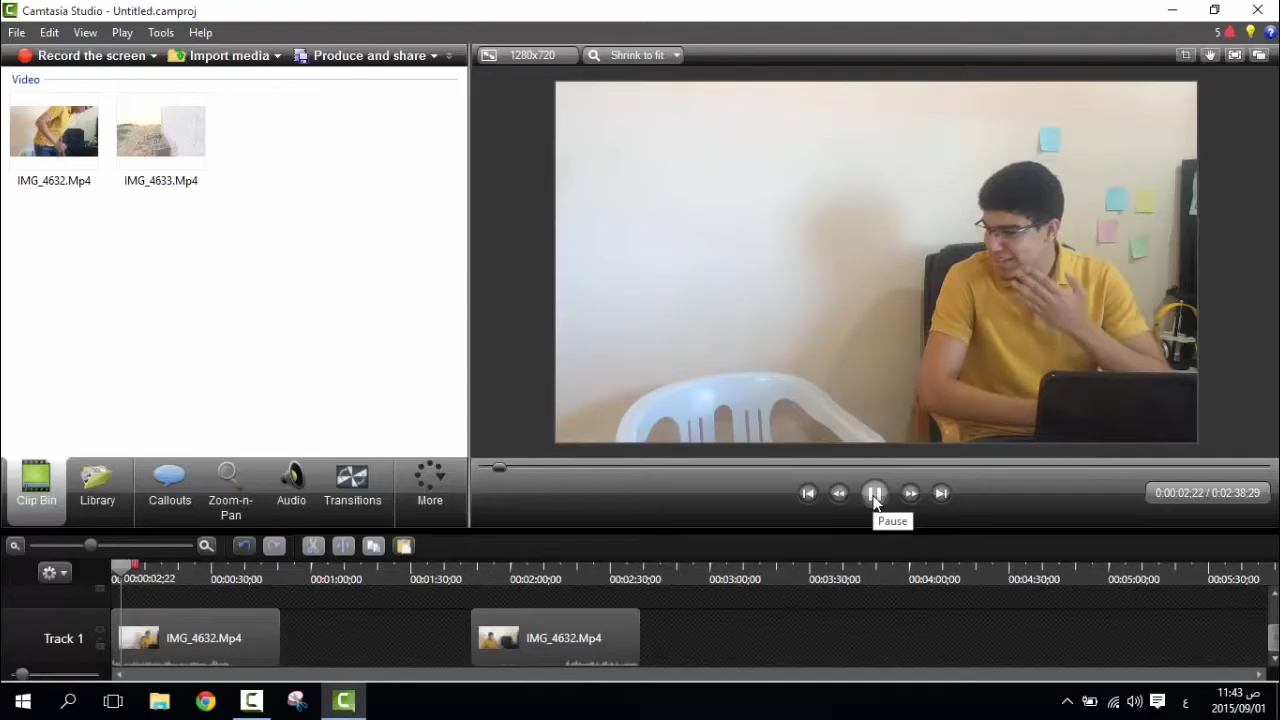 Camtasia Studio - Untitled.camproj
File Edit View Play Tools Help
5
Record the screen Import media Produce and share
1280x720 Shrink to fit
Video
IMG_4632.Mp4 IMG_4633.Mp4
Clip Bin Library Callouts Zoom-n-Pan Audio Transitions More
0:00:02;22 / 0:02:38;29
Pause
00:00:02;22 00:00:30;00 00:01:00;00 00:01:30;00 00:02:00;00 00:02:30;00 00:03:00;00 00:03:30;00 00:04:00;00 00:04:30;00 00:05:00;00 00:05:30;00
Track 1 IMG_4632.Mp4 IMG_4632.Mp4
ع
11:43 ص
2015/09/01